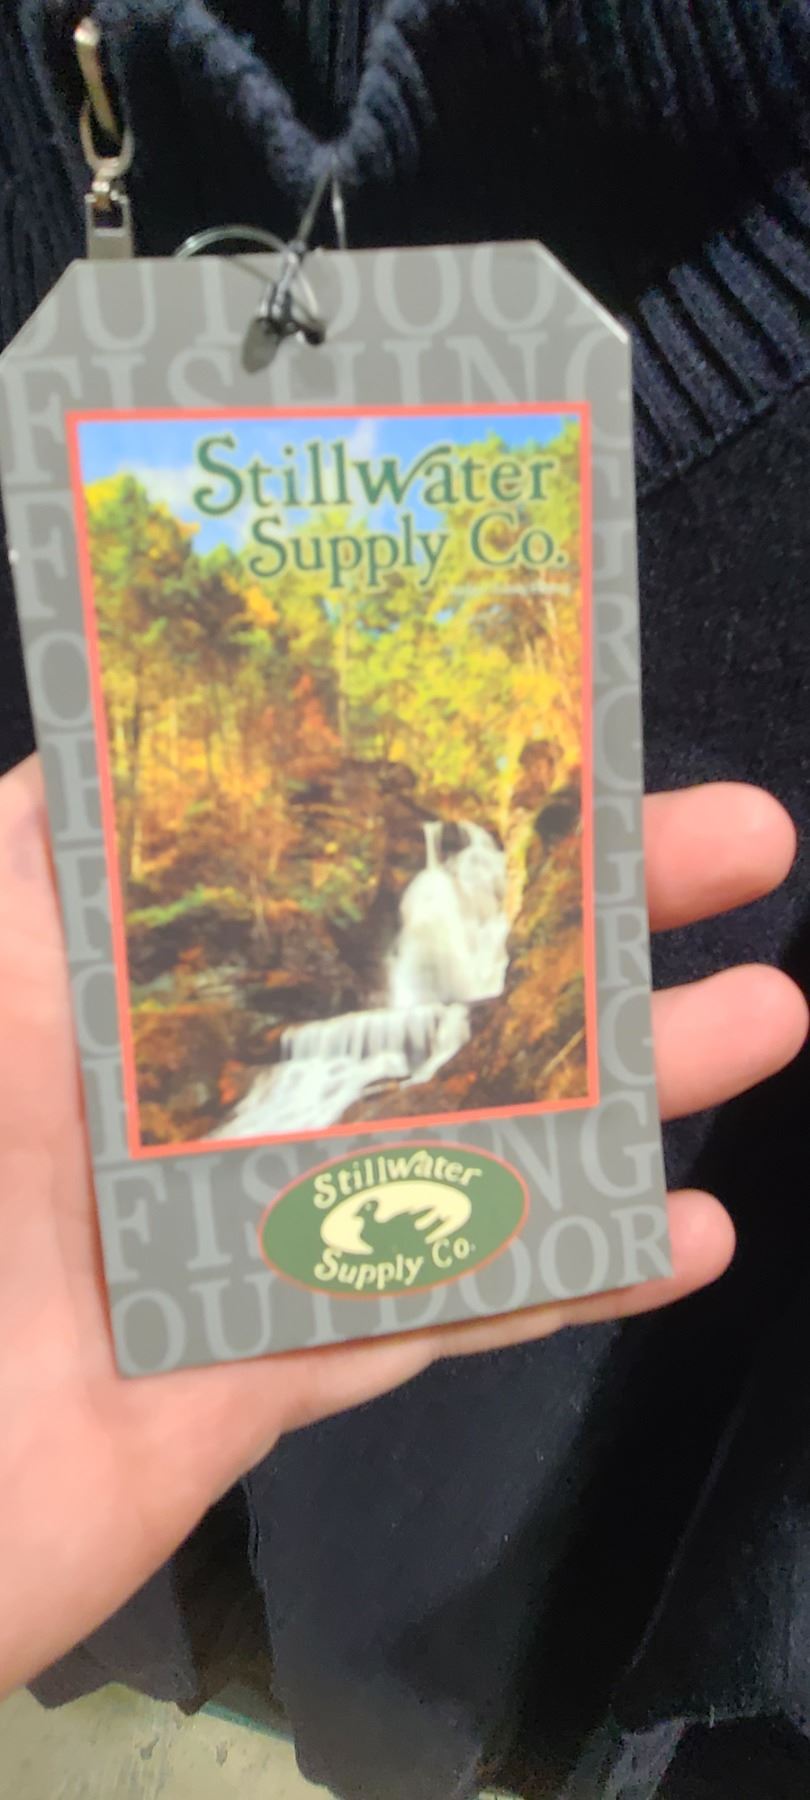 OUTDOOR
FISHING
Stillwater
Supply Co.
FISHING
Stillwater
Supply Co.
OUTDOOR